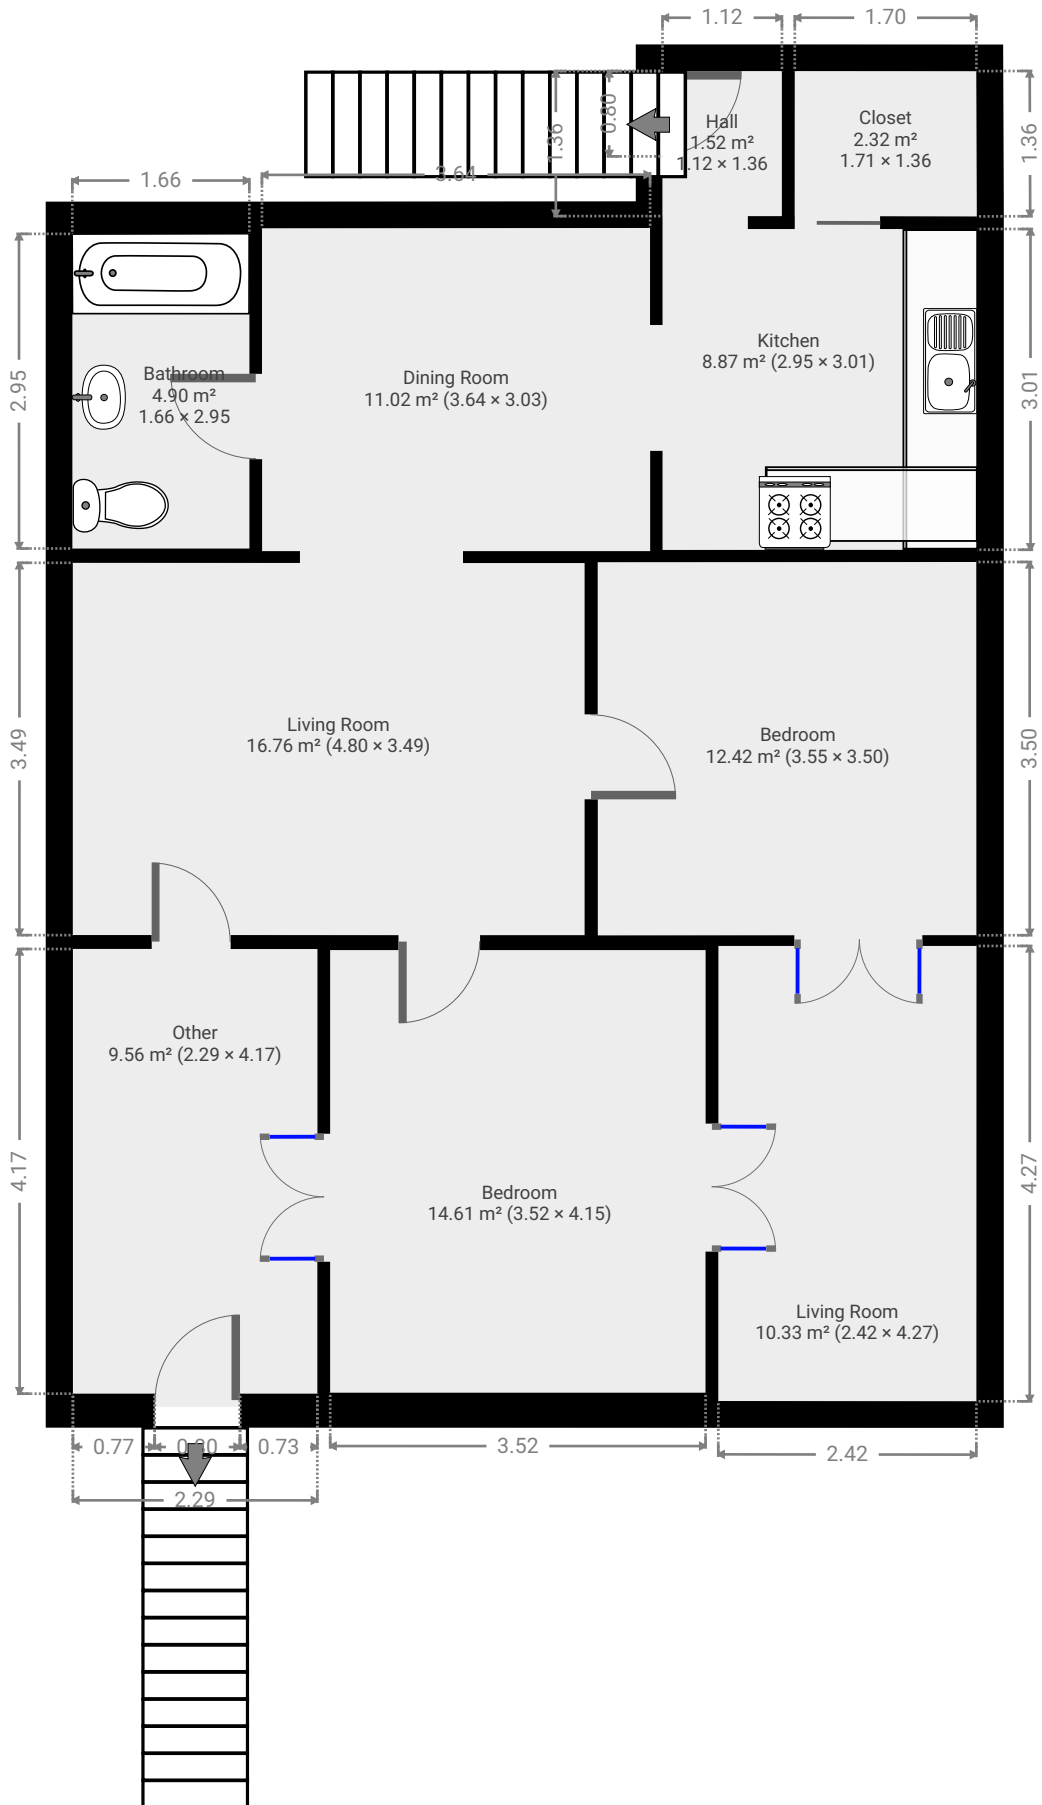 1.12
1.70
Hall
1.52 m²
1.12 × 1.36
Closet
2.32 m²
1.71 × 1.36
1.36
0.80
1.36
1.66
3.64
2.95
Bathroom
4.90 m²
1.66 × 2.95
Dining Room
11.02 m² (3.64 × 3.03)
Kitchen
8.87 m² (2.95 × 3.01)
3.01
3.49
Living Room
16.76 m² (4.80 × 3.49)
Bedroom
12.42 m² (3.55 × 3.50)
3.50
4.17
Other
9.56 m² (2.29 × 4.17)
Bedroom
14.61 m² (3.52 × 4.15)
Living Room
10.33 m² (2.42 × 4.27)
4.27
0.77
0.80
0.73
3.52
2.42
2.29